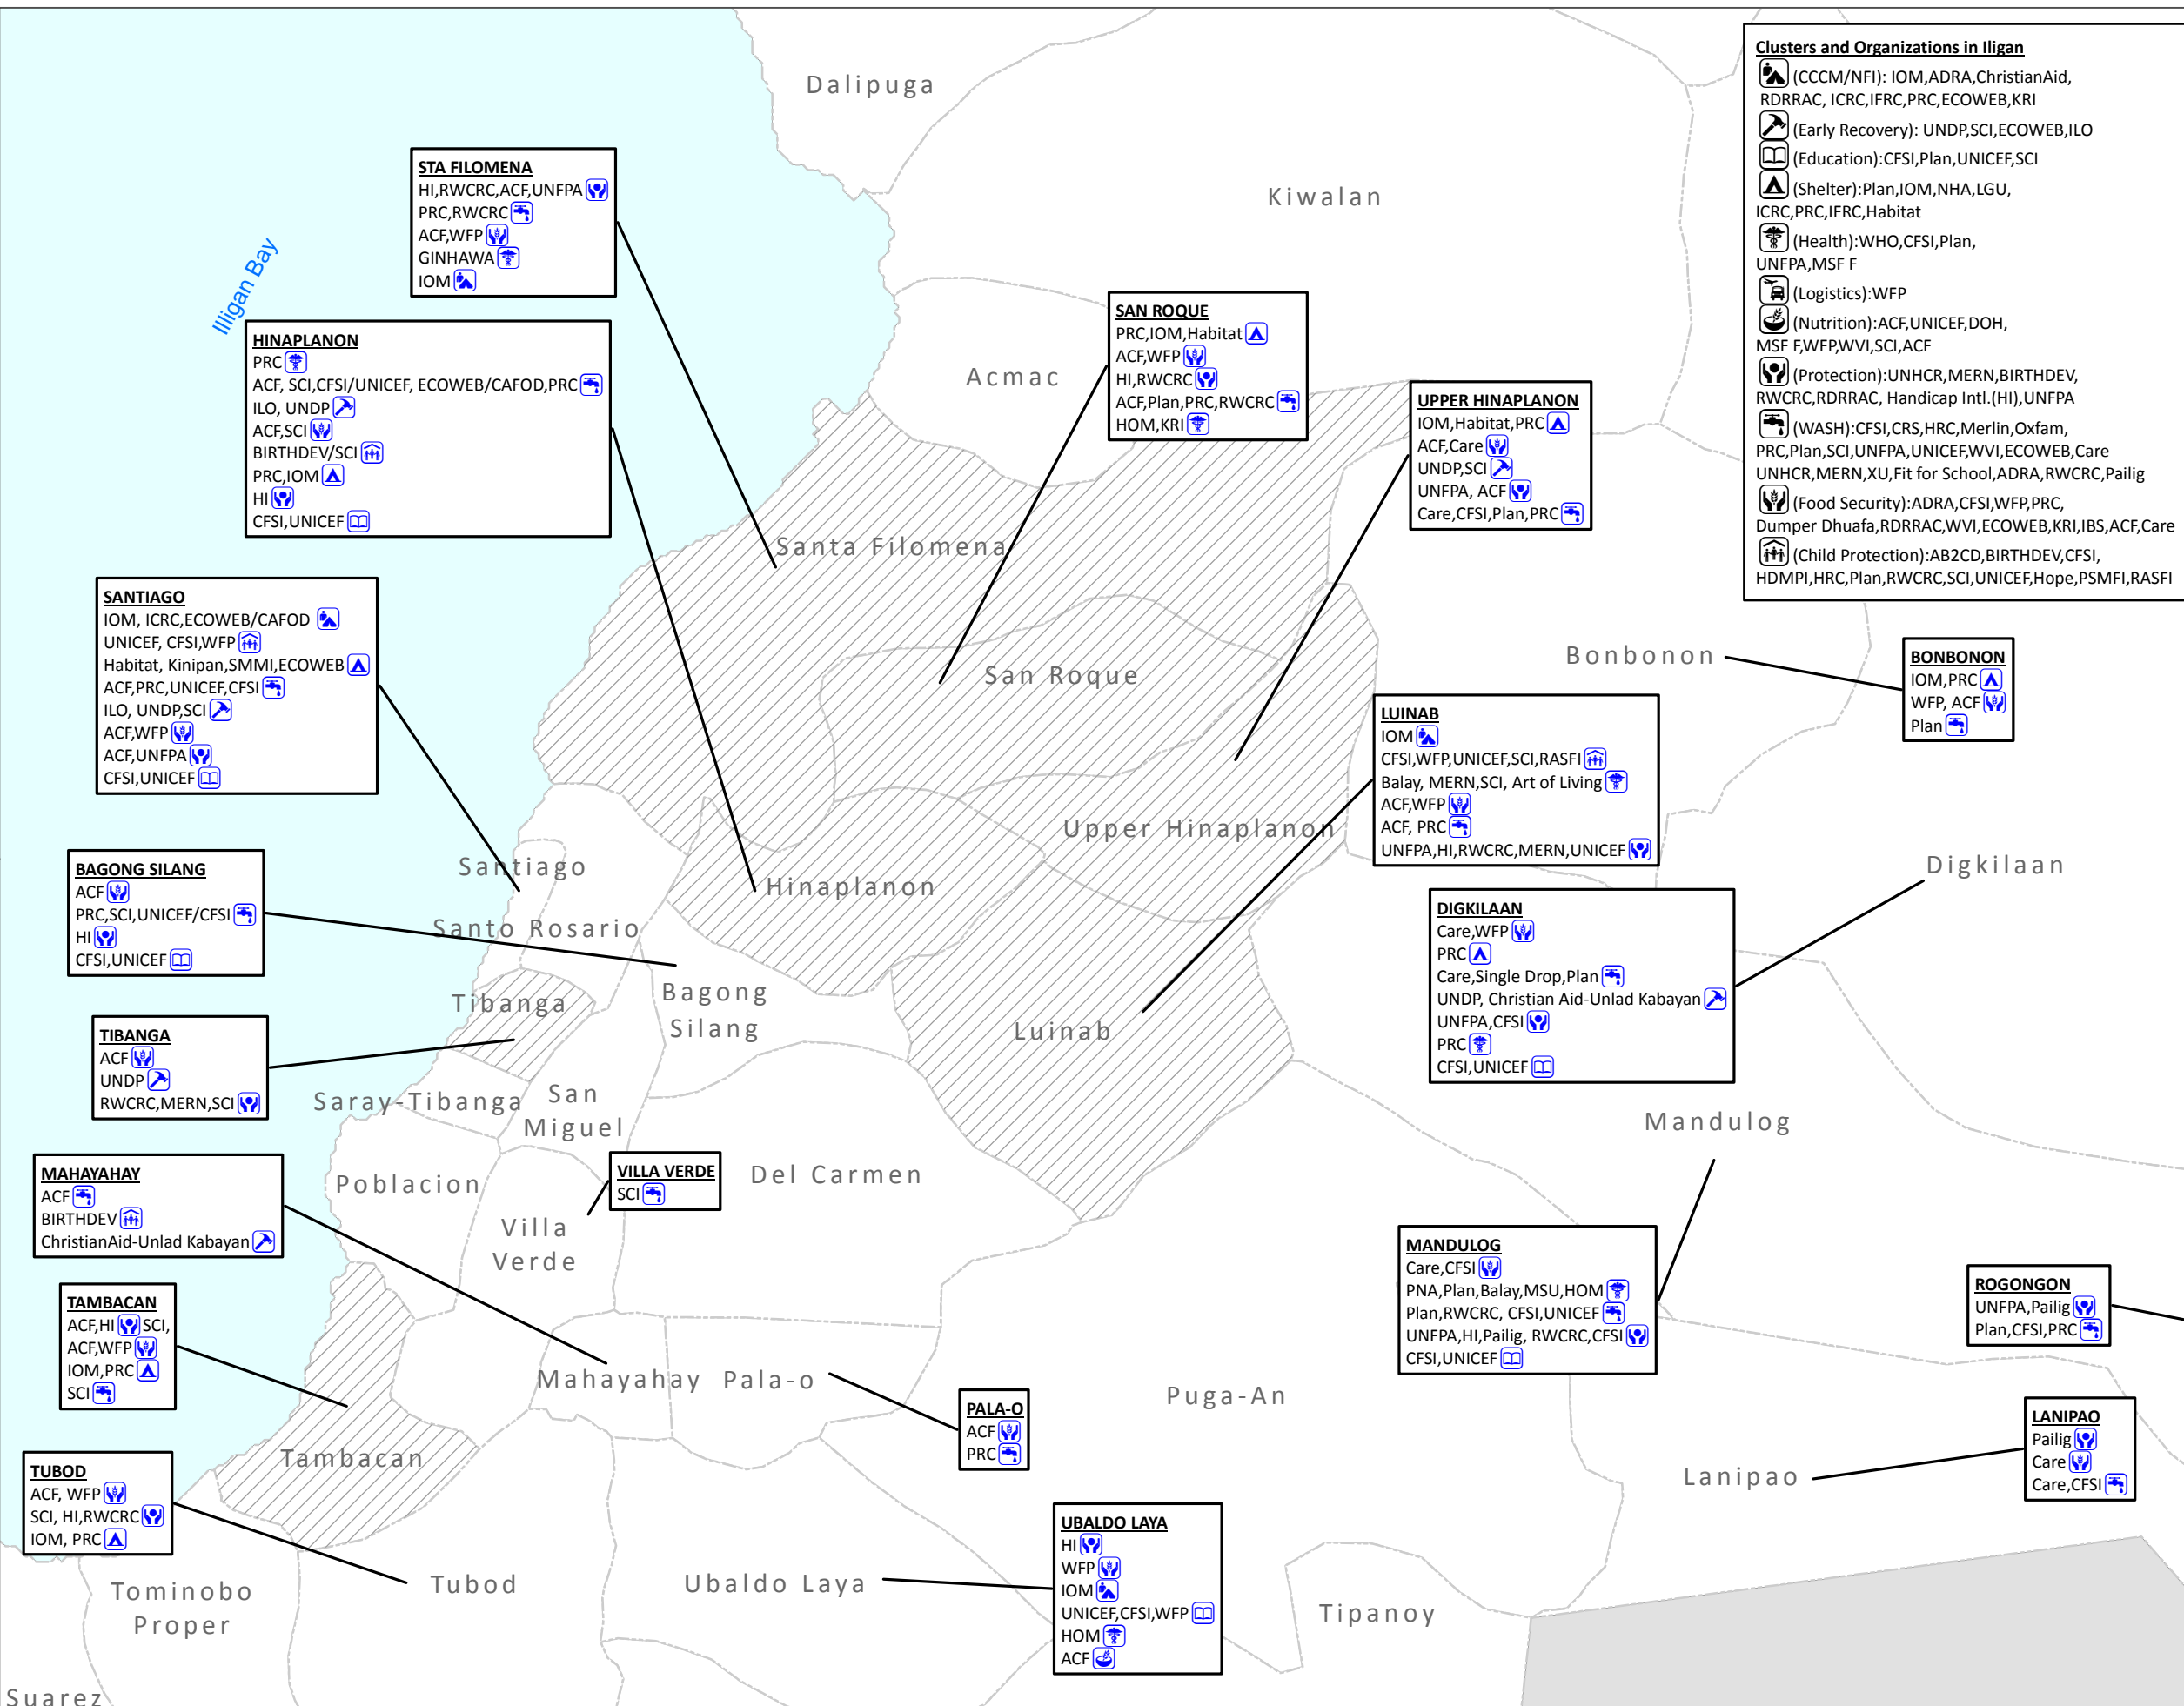 Clusters and Organizations in Iligan
(CCCM/NFI): IOM,ADRA,ChristianAid,
RDRRAC, ICRC,IFRC,PRC,ECOWEB,KRI
(Early Recovery): UNDP,SCI,ECOWEB,ILO
(Education):CFSI,Plan,UNICEF,SCI
(Shelter):Plan,IOM,NHA,LGU,
ICRC,PRC,IFRC,Habitat
(Health):WHO,CFSI,Plan,
UNFPA,MSF F
(Logistics):WFP
(Nutrition):ACF,UNICEF,DOH,
MSF F,WFP,WVI,SCI,ACF
(Protection):UNHCR,MERN,BIRTHDEV,
RWCRC,RDRRAC, Handicap Intl.(HI),UNFPA
(WASH):CFSI,CRS,HRC,Merlin,Oxfam,
PRC,Plan,SCI,UNFPA,UNICEF,WVI,ECOWEB,Care
UNHCR,MERN,XU,Fit for School,ADRA,RWCRC,Pailig
(Food Security):ADRA,CFSI,WFP,PRC,
Dumper Dhuafa,RDRRAC,WVI,ECOWEB,KRI,IBS,ACF,Care
(Child Protection):AB2CD,BIRTHDEV,CFSI,
HDMPI,HRC,Plan,RWCRC,SCI,UNICEF,Hope,PSMFI,RASFI
Dalipuga
Kiwalan
Illigan Bay
STA FILOMENA
HI,RWCRC,ACF,UNFPA
PRC,RWCRC
ACF,WFP
GINHAWA
IOM
HINAPLANON
PRC
ACF, SCI,CFSI/UNICEF, ECOWEB/CAFOD,PRC
ILO, UNDP
ACF,SCI
BIRTHDEV/SCI
PRC,IOM
HI
CFSI,UNICEF
Acmac
SAN ROQUE
PRC,IOM,Habitat
ACF,WFP
HI,RWCRC
ACF,Plan,PRC,RWCRC
HOM,KRI
UPPER HINAPLANON
IOM,Habitat,PRC
ACF,Care
UNDP,SCI
UNFPA, ACF
Care,CFSI,Plan,PRC
Santa Filomena
SANTIAGO
IOM, ICRC,ECOWEB/CAFOD
UNICEF, CFSI,WFP
Habitat, Kinipan,SMMI,ECOWEB
ACF,PRC,UNICEF,CFSI
ILO, UNDP,SCI
ACF,WFP
ACF,UNFPA
CFSI,UNICEF
San Roque
Bonbonon
BONBONON
IOM,PRC
WFP, ACF
Plan
LUINAB
IOM
CFSI,WFP,UNICEF,SCI,RASFI
Balay, MERN,SCI, Art of Living
ACF,WFP
ACF, PRC
UNFPA,HI,RWCRC,MERN,UNICEF
Upper Hinaplanon
Santiago
Hinaplanon
Digkilaan
BAGONG SILANG
ACF
PRC,SCI,UNICEF/CFSI
HI
CFSI,UNICEF
Santo Rosario
DIGKILAAN
Care,WFP
PRC
Care,Single Drop,Plan
UNDP, Christian Aid-Unlad Kabayan
UNFPA,CFSI
PRC
CFSI,UNICEF
Tibanga
Bagong
Silang
Luinab
TIBANGA
ACF
UNDP
RWCRC,MERN,SCI
Saray-Tibanga
San
Miguel
Mandulog
MAHAYAHAY
ACF
BIRTHDEV
ChristianAid-Unlad Kabayan
Poblacion
VILLA VERDE
SCI
Del Carmen
Villa
Verde
MANDULOG
Care,CFSI
PNA,Plan,Balay,MSU,HOM
Plan,RWCRC, CFSI,UNICEF
UNFPA,HI,Pailig, RWCRC,CFSI
CFSI,UNICEF
ROGONGON
UNFPA,Pailig
Plan,CFSI,PRC
TAMBACAN
ACF,HI SCI,
ACF,WFP
IOM,PRC
SCI
Mahayahay
Pala-o
Puga-An
PALA-O
ACF
PRC
LANIPAO
Pailig
Care
Care,CFSI
Lanipao
Tambacan
TUBOD
ACF, WFP
SCI, HI,RWCRC
IOM, PRC
UBALDO LAYA
HI
WFP
IOM
UNICEF,CFSI,WFP
HOM
ACF
Tominobo
Proper
Tubod
Ubaldo Laya
Tipanoy
Suarez